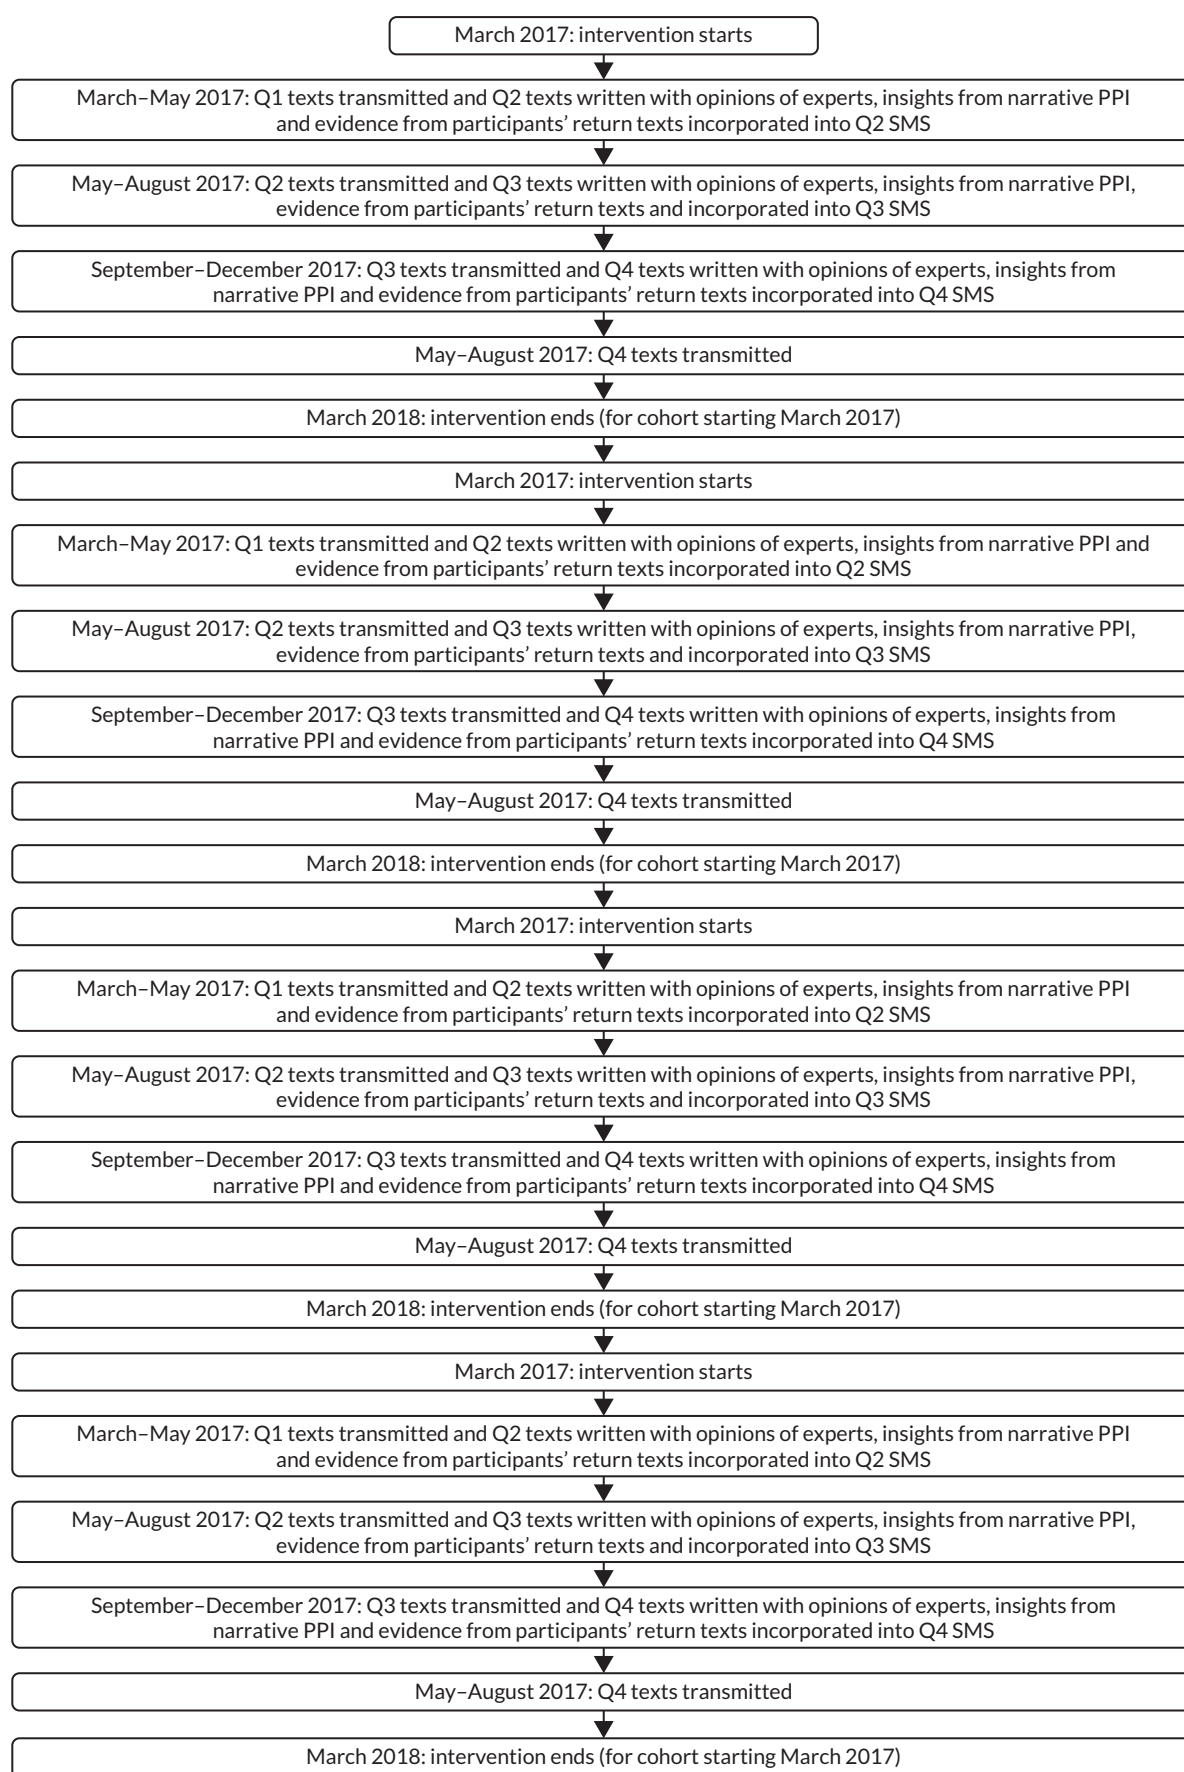 March 2017: intervention starts
March–May 2017: Q1 texts transmitted and Q2 texts written with opinions of experts, insights from narrative PPI
and evidence from participants’ return texts incorporated into Q2 SMS
May–August 2017: Q2 texts transmitted and Q3 texts written with opinions of experts, insights from narrative PPI,
evidence from participants’ return texts and incorporated into Q3 SMS
September–December 2017: Q3 texts transmitted and Q4 texts written with opinions of experts, insights from
narrative PPI and evidence from participants’ return texts incorporated into Q4 SMS
May–August 2017: Q4 texts transmitted
March 2018: intervention ends (for cohort starting March 2017)
March 2017: intervention starts
March–May 2017: Q1 texts transmitted and Q2 texts written with opinions of experts, insights from narrative PPI and
evidence from participants’ return texts incorporated into Q2 SMS
May–August 2017: Q2 texts transmitted and Q3 texts written with opinions of experts, insights from narrative PPI,
evidence from participants’ return texts and incorporated into Q3 SMS
September–December 2017: Q3 texts transmitted and Q4 texts written with opinions of experts, insights from
narrative PPI and evidence from participants’ return texts incorporated into Q4 SMS
May–August 2017: Q4 texts transmitted
March 2018: intervention ends (for cohort starting March 2017)
March 2017: intervention starts
March–May 2017: Q1 texts transmitted and Q2 texts written with opinions of experts, insights from narrative PPI
and evidence from participants’ return texts incorporated into Q2 SMS
May–August 2017: Q2 texts transmitted and Q3 texts written with opinions of experts, insights from narrative PPI,
evidence from participants’ return texts and incorporated into Q3 SMS
September–December 2017: Q3 texts transmitted and Q4 texts written with opinions of experts, insights from
narrative PPI and evidence from participants’ return texts incorporated into Q4 SMS
May–August 2017: Q4 texts transmitted
March 2018: intervention ends (for cohort starting March 2017)
March 2017: intervention starts
March–May 2017: Q1 texts transmitted and Q2 texts written with opinions of experts, insights from narrative PPI
and evidence from participants’ return texts incorporated into Q2 SMS
May–August 2017: Q2 texts transmitted and Q3 texts written with opinions of experts, insights from narrative PPI,
evidence from participants’ return texts and incorporated into Q3 SMS
September–December 2017: Q3 texts transmitted and Q4 texts written with opinions of experts, insights from
narrative PPI and evidence from participants’ return texts incorporated into Q4 SMS
May–August 2017: Q4 texts transmitted
March 2018: intervention ends (for cohort starting March 2017)